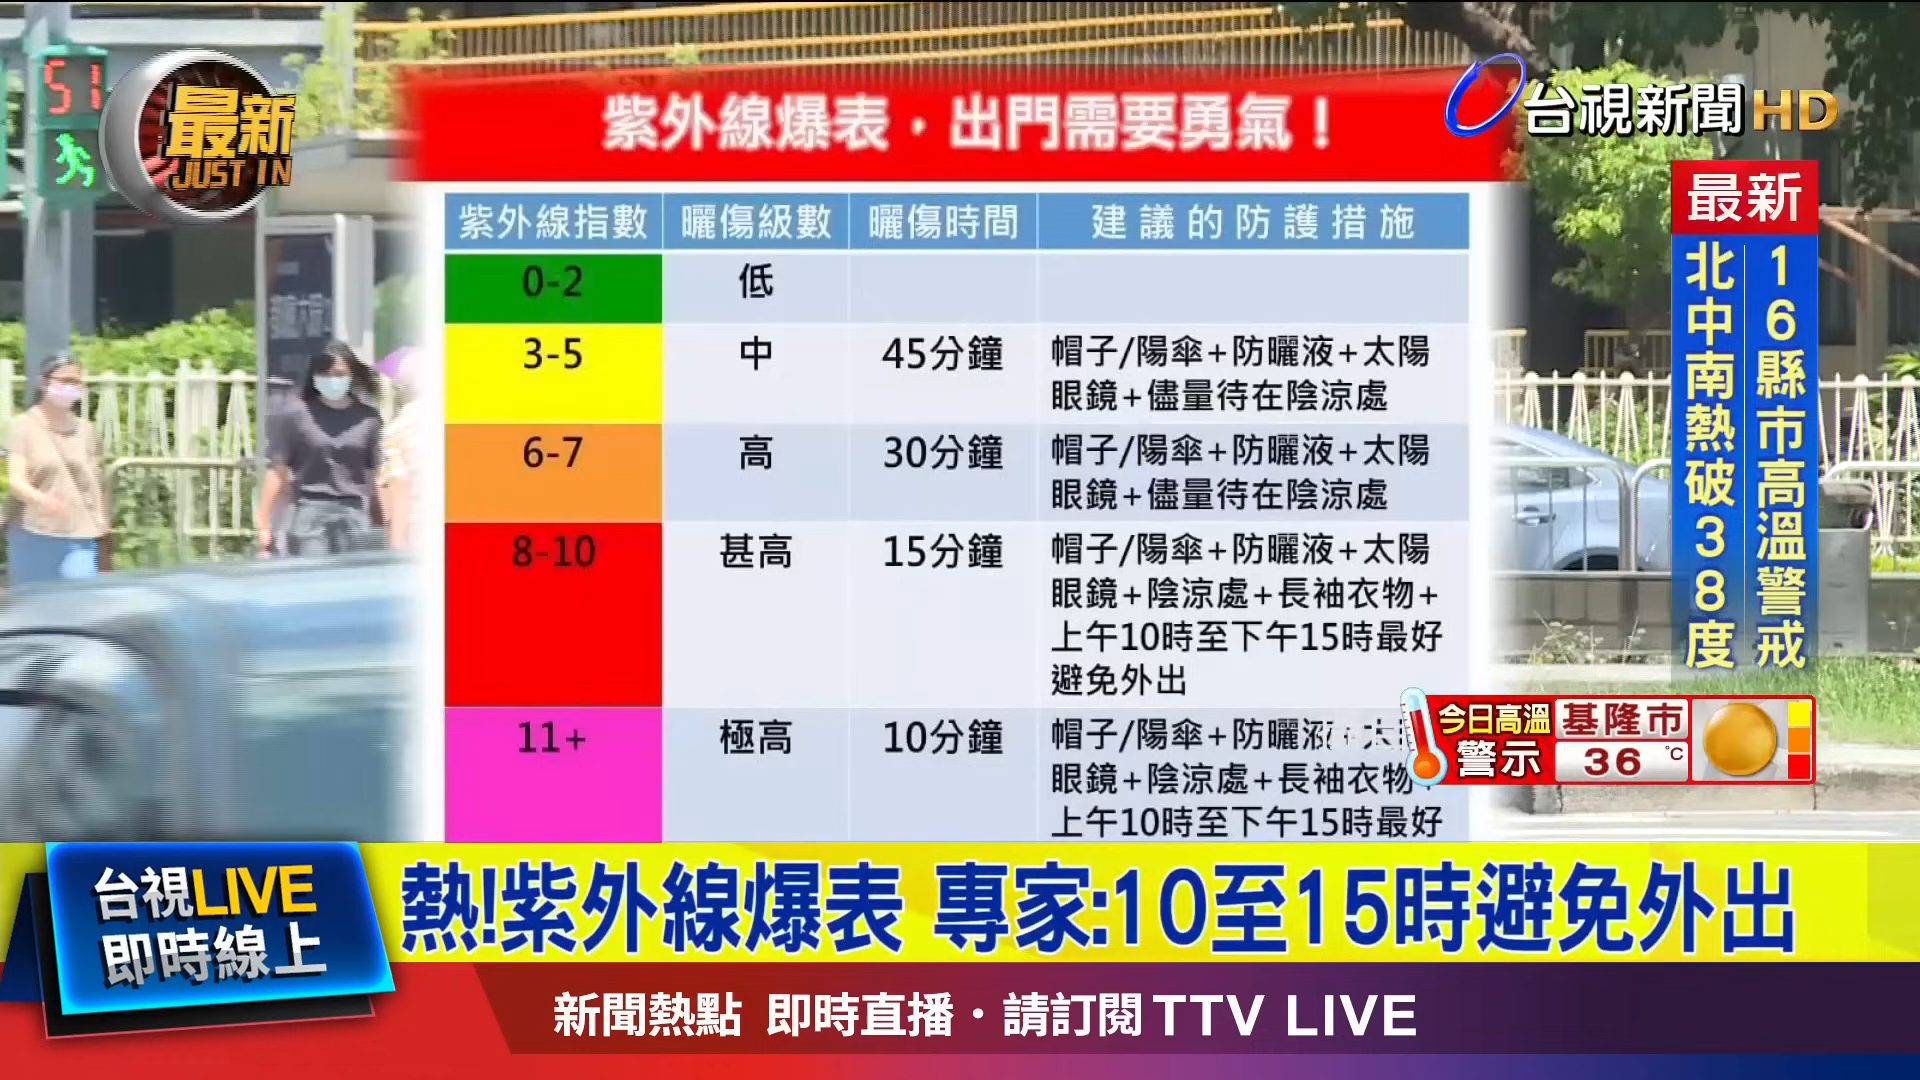 51
最新
JUST IN
紫外線爆表，出門需要勇氣！
台視新聞HD
紫外線指數 曬傷級數 曬傷時間 建議的防護措施
0-2 低
3-5 中 45分鐘 帽子/陽傘+防曬液+太陽
眼鏡+儘量待在陰涼處
6-7 高 30分鐘 帽子/陽傘+防曬液+太陽
眼鏡+儘量待在陰涼處
8-10 甚高 15分鐘 帽子/陽傘+防曬液+太陽
眼鏡+陰涼處+長袖衣物+
上午10時至下午15時最好
避免外出
11+ 極高 10分鐘 帽子/陽傘+防曬液+太
眼鏡+陰涼處+長袖衣物+
上午10時至下午15時最好
最新
16縣市高溫警戒
北中南熱破38度
今日高溫
警示
基隆市
36°C
台視LIVE
即時線上
熱!紫外線爆表 專家:10至15時避免外出
新聞熱點 即時直播・請訂閱TTV LIVE